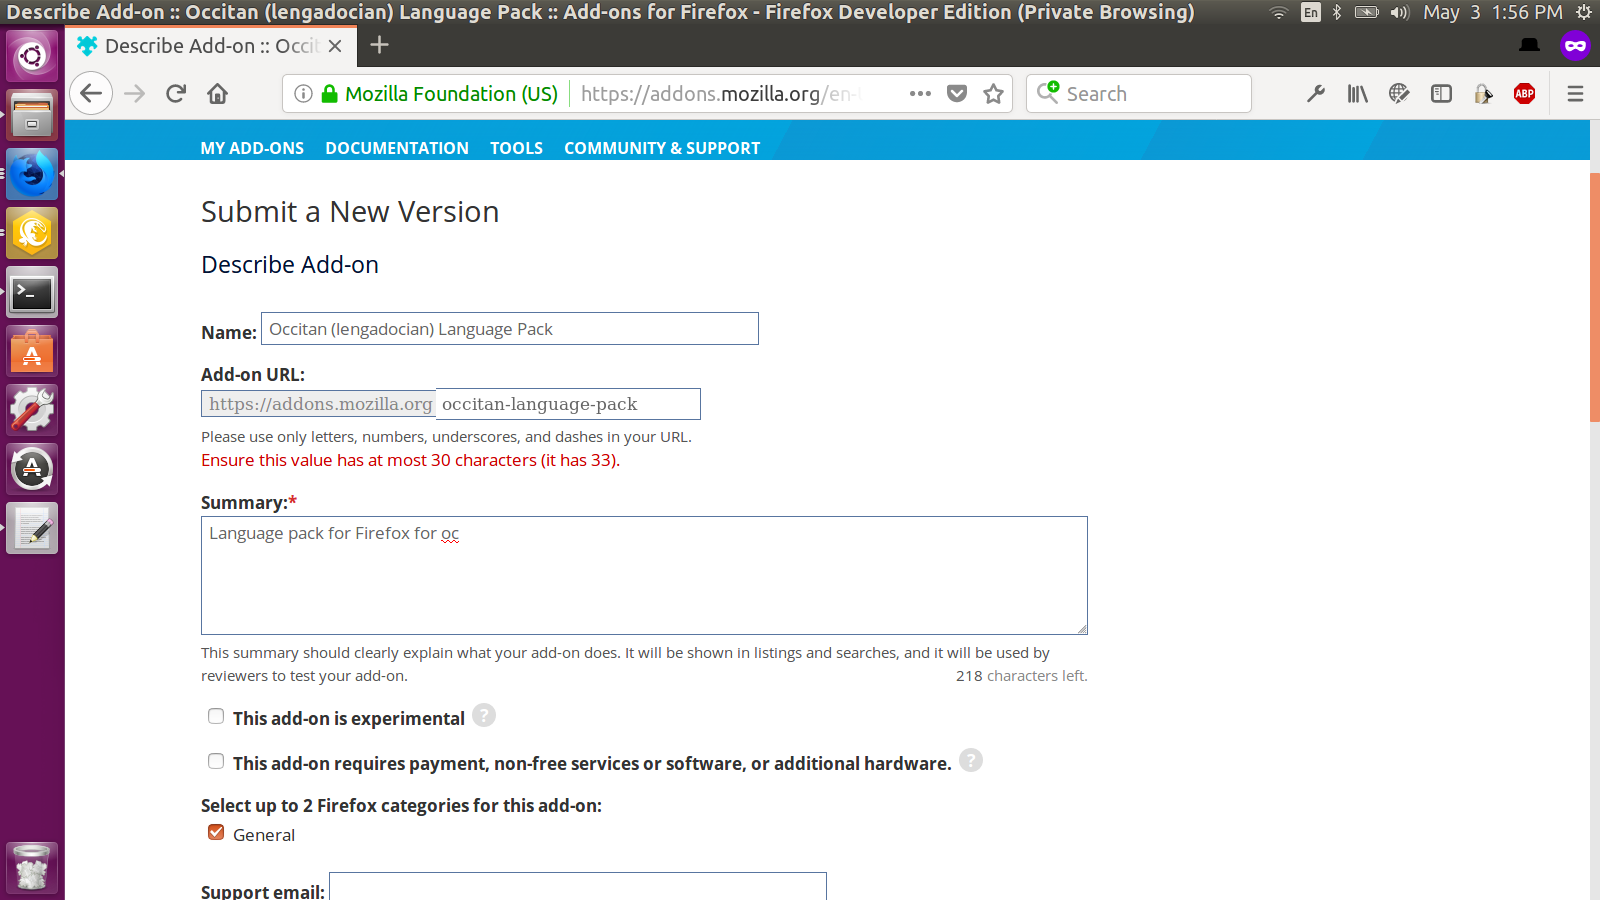 Describe Add-on :: Occitan (lengadocian) Language Pack :: Add-ons for Firefox - Firefox Developer Edition (Private Browsing)
En
May 3 1:56 PM
Describe Add-on :: Occit
Mozilla Foundation (US)
https://addons.mozilla.org/en-
Search
ABP
MY ADD-ONS
DOCUMENTATION
TOOLS
COMMUNITY & SUPPORT
Submit a New Version
Describe Add-on
Name: Occitan (lengadocian) Language Pack
Add-on URL:
https://addons.mozilla.org occitan-language-pack
Please use only letters, numbers, underscores, and dashes in your URL.
Ensure this value has at most 30 characters (it has 33).
Summary:*
Language pack for Firefox for oc
This summary should clearly explain what your add-on does. It will be shown in listings and searches, and it will be used by
reviewers to test your add-on.
218 characters left.
This add-on is experimental ?
This add-on requires payment, non-free services or software, or additional hardware. ?
Select up to 2 Firefox categories for this add-on:
General
Support email: